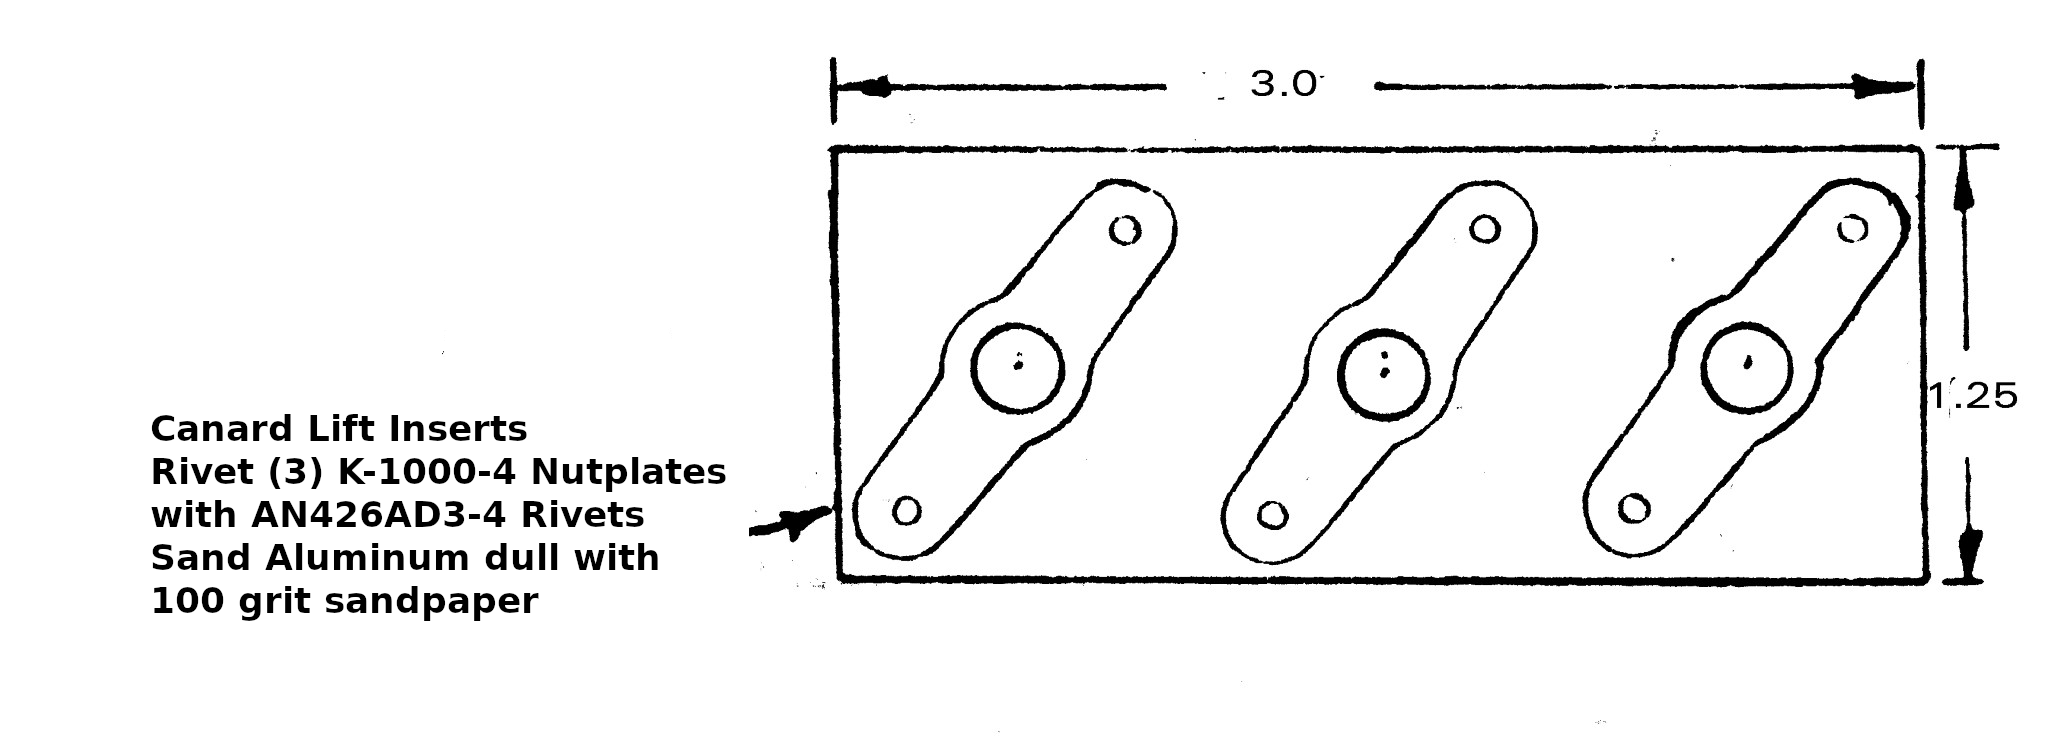 3.0
1.25
Canard Lift Inserts
Rivet (3) K-1000-4 Nutplates
with AN426AD3-4 Rivets
Sand Aluminum dull with
100 grit sandpaper